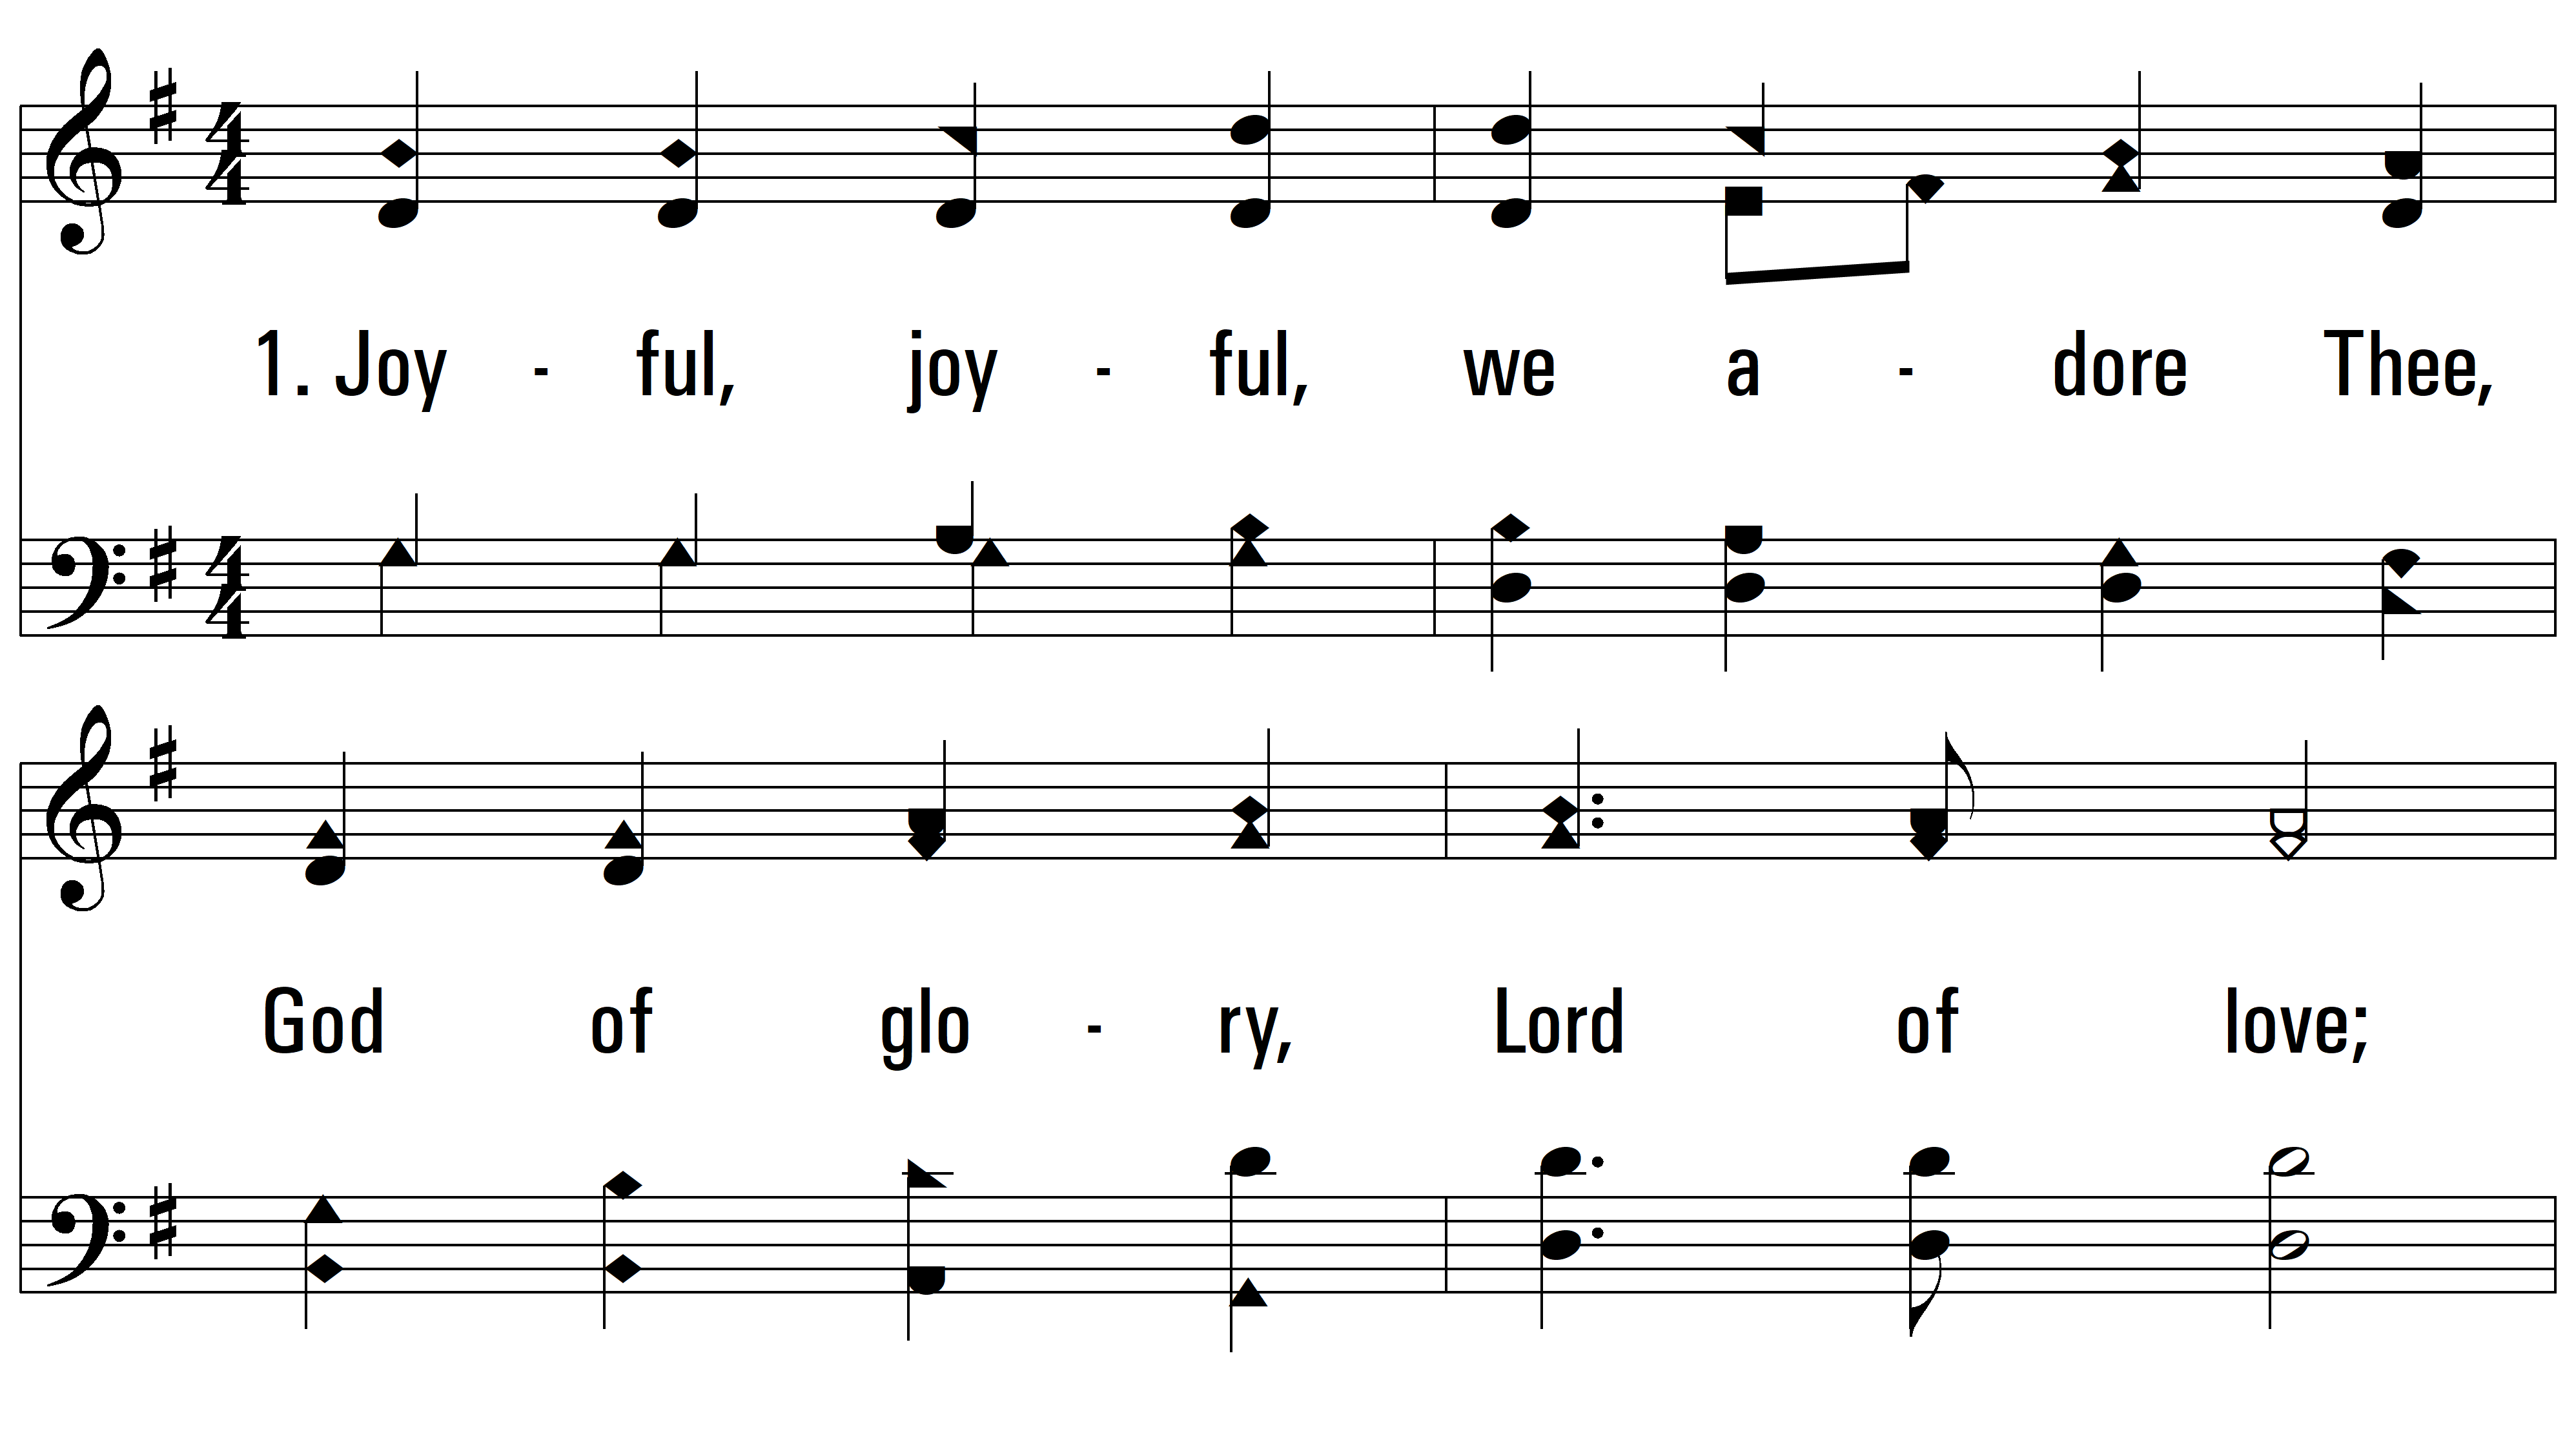 1. Joy - ful, joy - ful, we a - dore Thee,
God of glo - ry, Lord of love;